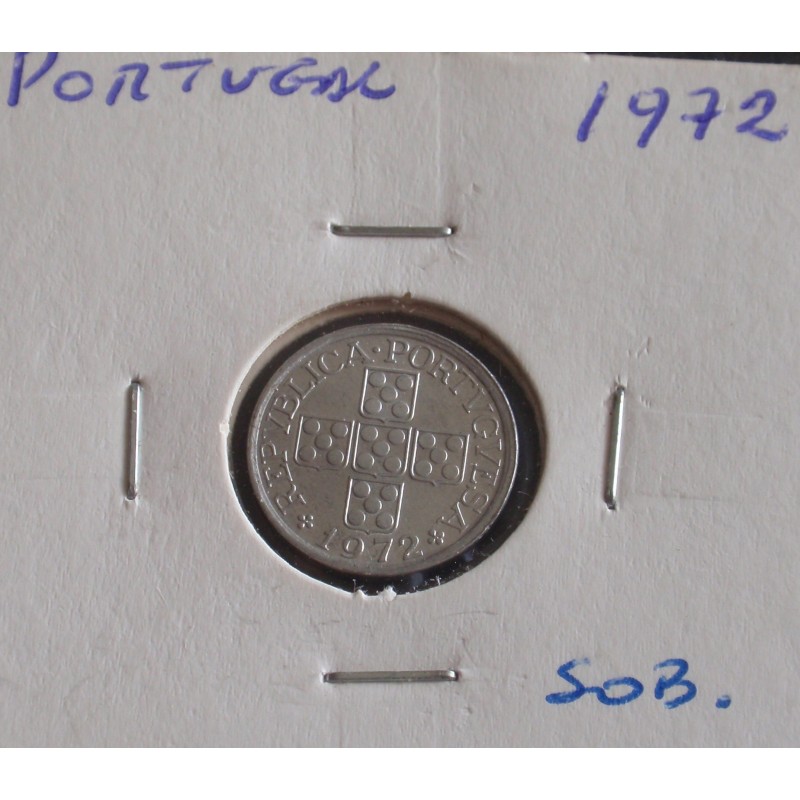 PORTUGAL 1972
REPVBLICA · PORTVGVESA
* 1972 *
SOB.